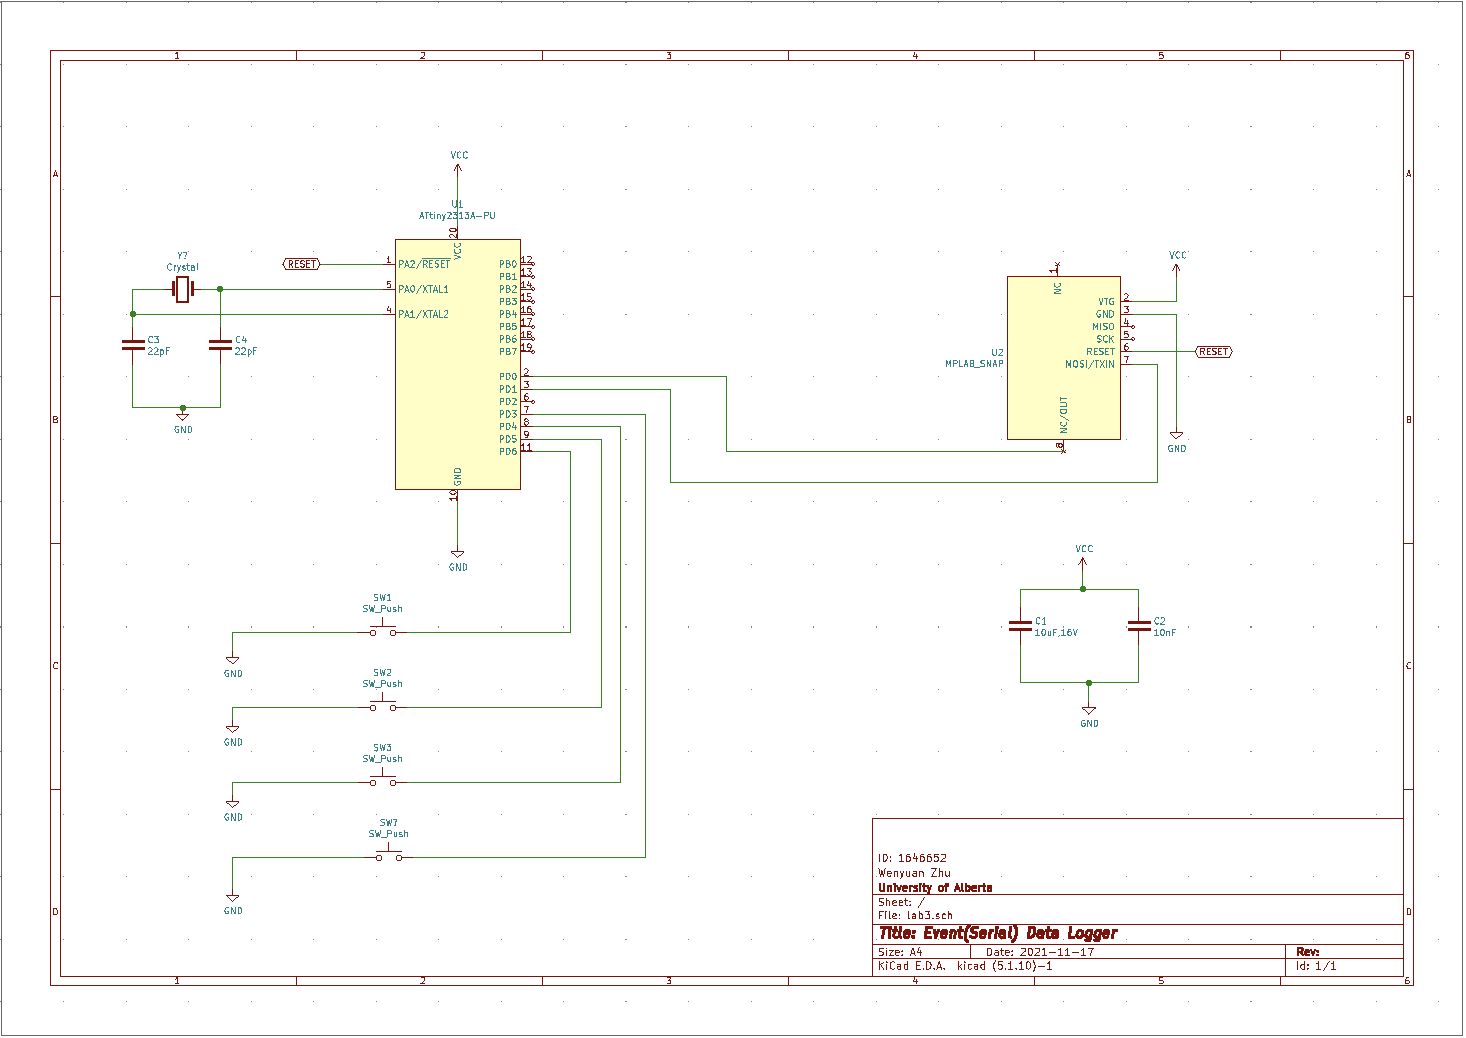 1 2 3 4 5 6
A A
B B
C C
D D
VCC
U1
ATtiny2313A-PU
20
VCC
RESET
1 PA2/RESET
5 PA0/XTAL1
4 PA1/XTAL2
PB0 12
PB1 13
PB2 14
PB3 15
PB4 16
PB5 17
PB6 18
PB7 19
PD0 2
PD1 3
PD2 6
PD3 7
PD4 8
PD5 9
PD6 11
GND
10
GND
Y?
Crystal
C3
22pF
C4
22pF
GND
VCC
1
NC
VTG 2
GND 3
MISO 4
SCK 5
RESET 6
MOSI/TXIN 7
RESET
U2
MPLAB_SNAP
NC/OUT
8
GND
VCC
C1
10uF,16V
C2
10nF
GND
SW1
SW_Push
GND
SW2
SW_Push
GND
SW3
SW_Push
GND
SW?
SW_Push
GND
ID: 1646652
Wenyuan Zhu
University of Alberta
Sheet: /
File: lab3.sch
Title: Event(Serial) Data Logger
Size: A4 Date: 2021-11-17 Rev:
KiCad E.D.A. kicad (5.1.10)-1 Id: 1/1
1 2 3 4 5 6